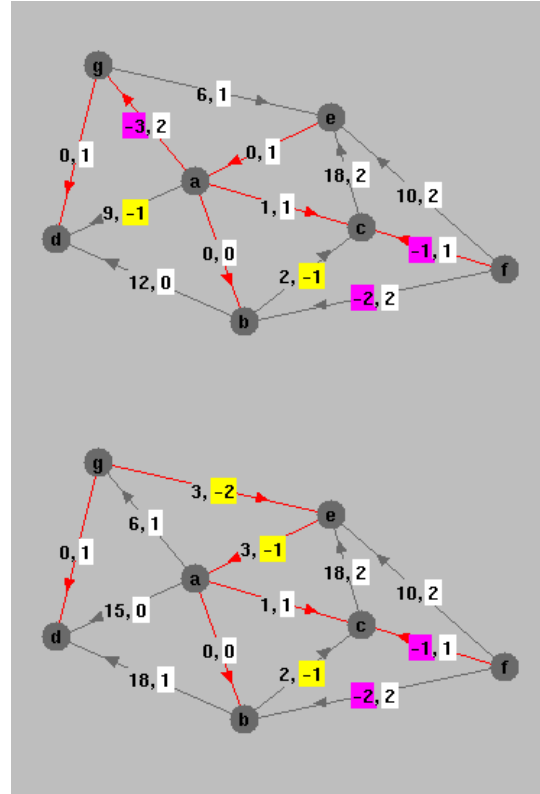 g
6, 1
e
-3, 2
0, 1
0, 1
a
18, 2
10, 2
9, -1
1, 1
c
d
0, 0
-1, 1
f
12, 0
2, -1
-2, 2
b
g
3, -2
e
6, 1
3, -1
0, 1
a
18, 2
10, 2
15, 0
1, 1
c
d
0, 0
-1, 1
f
18, 1
2, -1
-2, 2
b